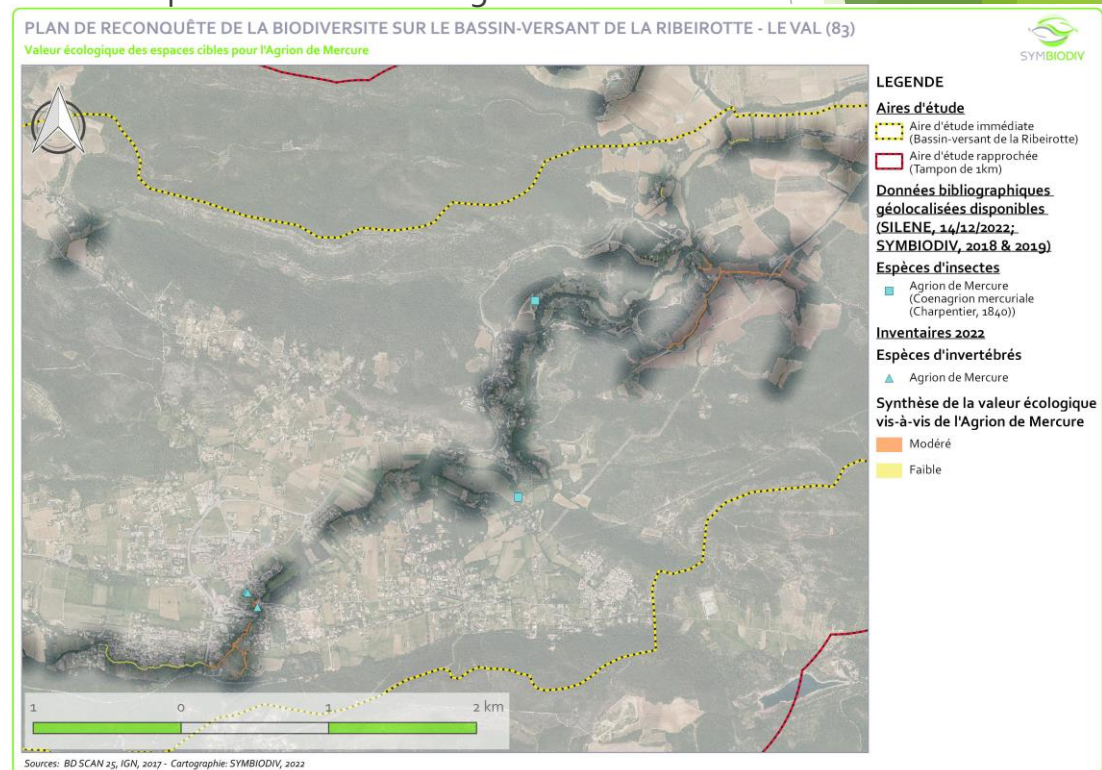 PLAN DE RECONQUÊTE DE LA BIODIVERSITE SUR LE BASSIN-VERSANT DE LA RIBEIROTTE - LE VAL (83)
Valeur écologique des espaces cibles pour l'Agrion de Mercure
SYMBIODIV
LEGENDE
Aires d'étude
Aire d'étude immédiate
(Bassin-versant de la Ribeirotte)
Aire d'étude rapprochée
(Tampon de 1km)
Données bibliographiques
géolocalisées disponibles
(SILENE, 14/12/2022;
SYMBIODIV, 2018 & 2019)
Espèces d'insectes
Agrion de Mercure
(Coenagrion mercuriale
(Charpentier, 1840))
Inventaires 2022
Espèces d'invertébrés
Agrion de Mercure
Synthèse de la valeur écologique
vis-à-vis de l'Agrion de Mercure
Modéré
Faible
1 0 1 2 km
Sources: BD SCAN 25, IGN, 2017 - Cartographie: SYMBIODIV, 2022